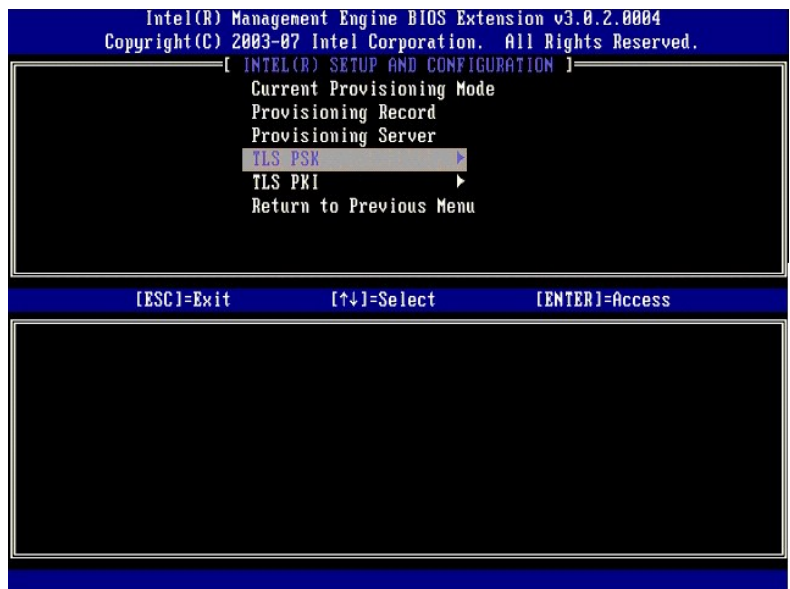 Intel(R) Management Engine BIOS Extension v3.0.2.0004
Copyright(C) 2003-07 Intel Corporation. All Rights Reserved.
[ INTEL(R) SETUP AND CONFIGURATION ]
Current Provisioning Mode
Provisioning Record
Provisioning Server
TLS PSK
TLS PKI
Return to Previous Menu
[ESC]=Exit [↑↓]=Select [ENTER]=Access